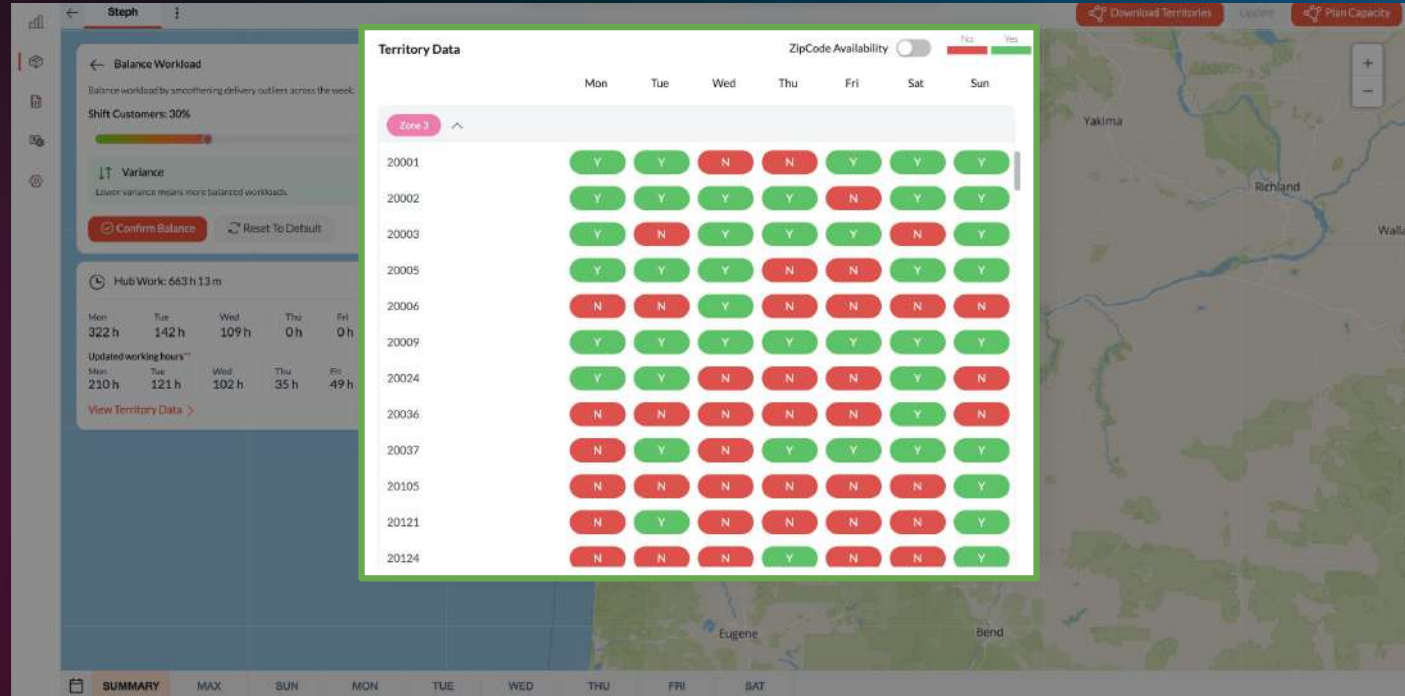 Steph
Download Territories
Update
Plan Capacity
Balance Workload
Balance workload by smoothening delivery outliers across the week.
Shift Customers: 30%
Variance
Lower variance means more balanced workloads.
Confirm Balance
Reset To Default
Hub Work: 663 h 13 m
Mon Tue Wed Thu Fri
322 h 142 h 109 h 0 h 0 h
Updated working hours**
Mon Tue Wed Thu Fri
210 h 121 h 102 h 35 h 49 h
View Territory Data >
Territory Data
ZipCode Availability
No Yes
Mon Tue Wed Thu Fri Sat Sun
Zone 3
20001 Y Y N N Y Y Y
20002 Y Y Y Y N Y Y
20003 Y N Y Y Y N Y
20005 Y Y Y N N Y Y
20006 N N Y N N N N
20009 Y Y Y Y Y Y Y
20024 Y Y N N N Y N
20036 N N N N N Y N
20037 N Y N Y Y Y Y
20105 N N N N N N Y
20121 N Y N N N N Y
20124 N N N Y N N Y
Yakima
Richland
Walla
Eugene
Bend
+
−
SUMMARY MAX SUN MON TUE WED THU FRI SAT